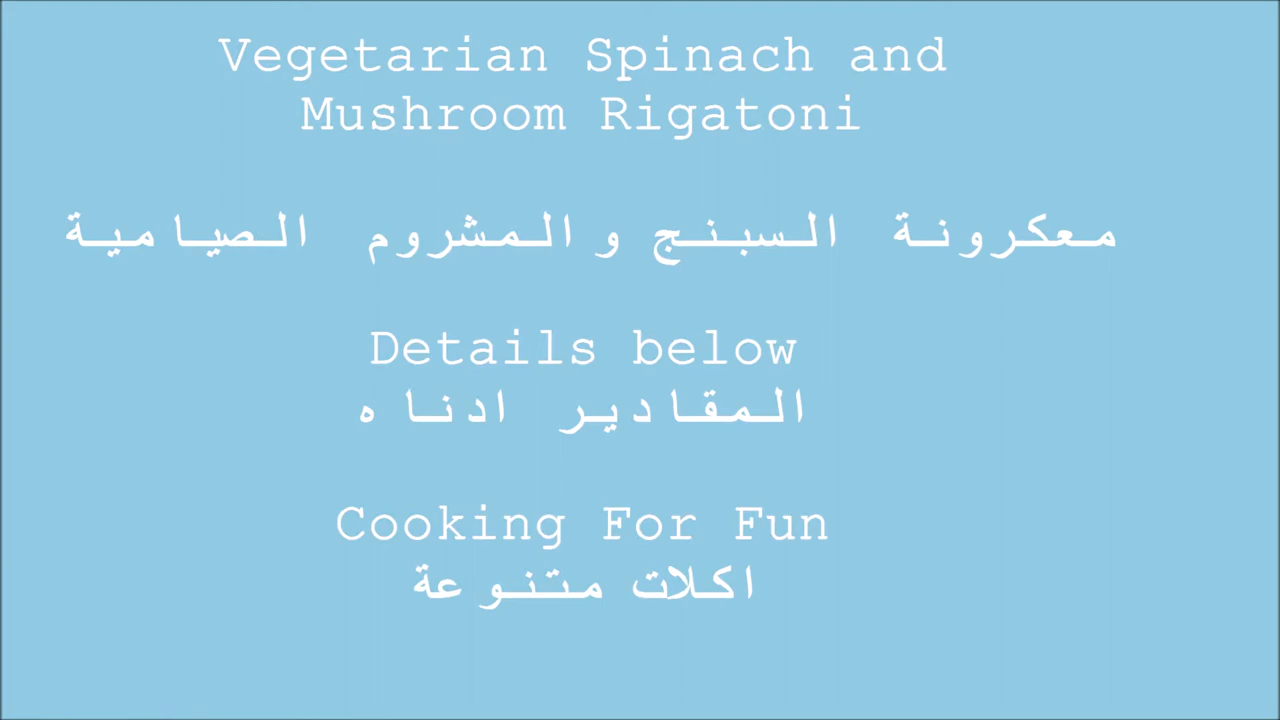 Vegetarian Spinach and
Mushroom Rigatoni
معكرونة السبنج والمشروم الصيامية
Details below
المقادير ادناه
Cooking For Fun
اكلات متنوعة